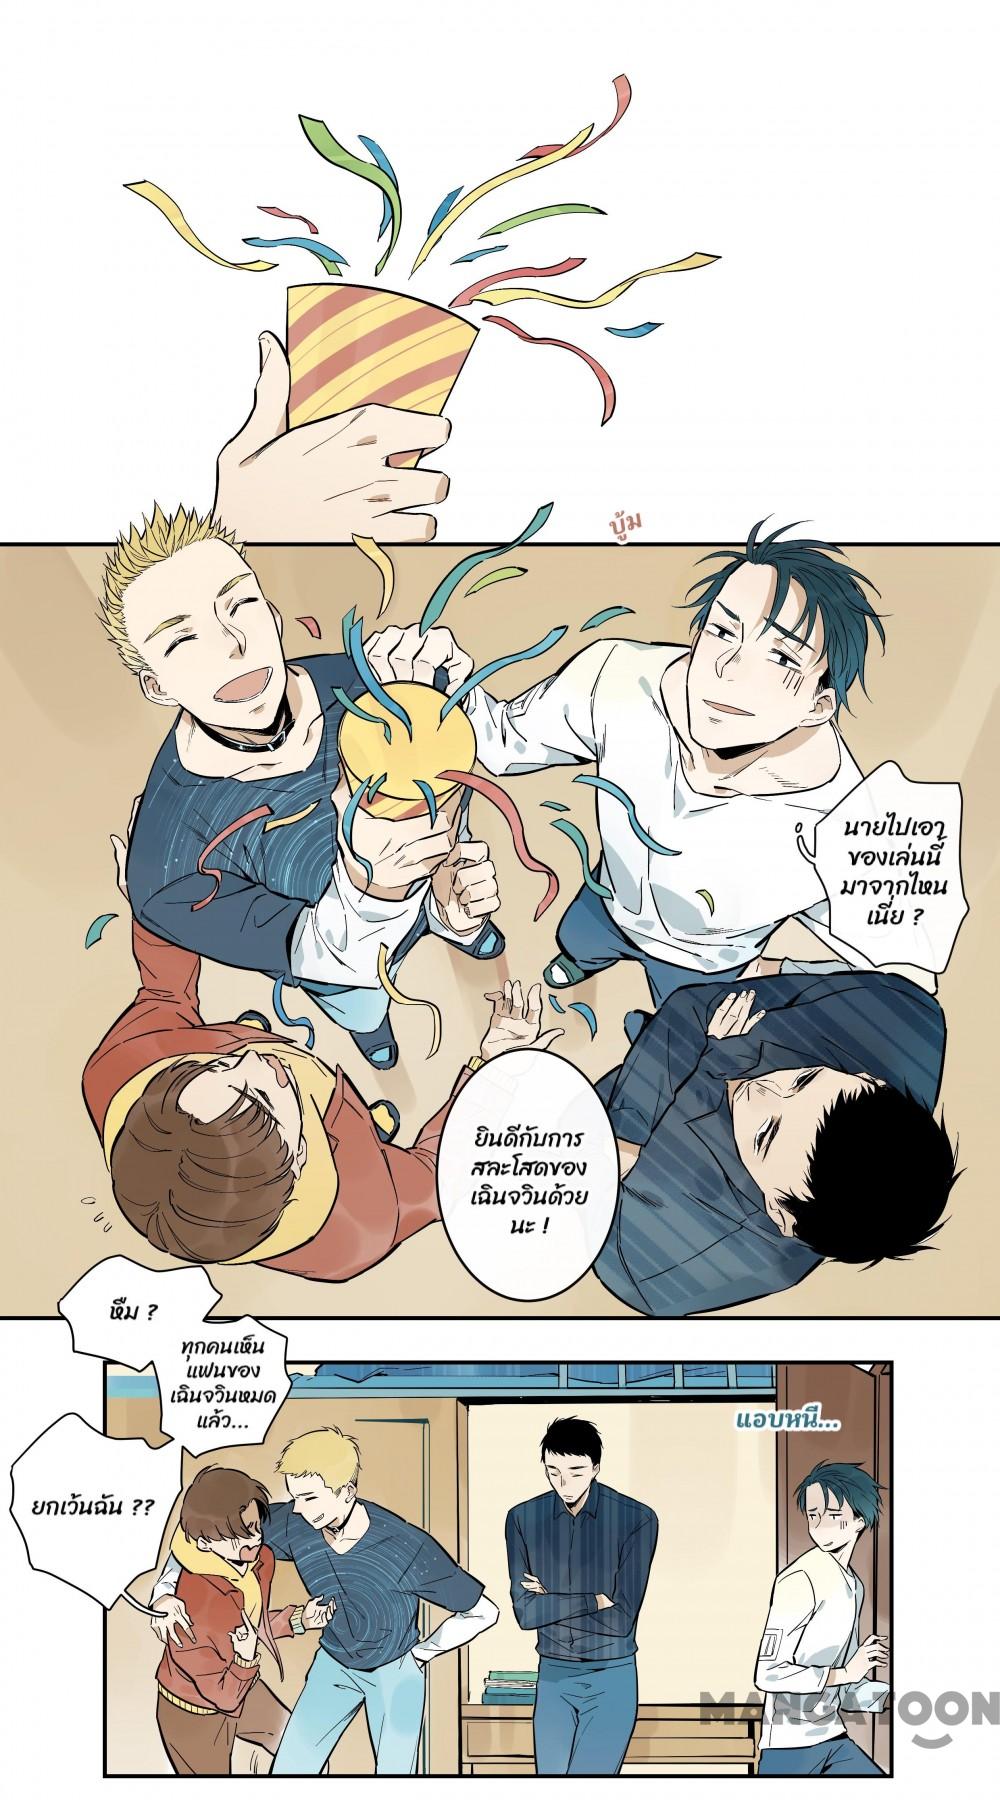 บู้ม
นายไปเอา
ของเล่นนี้
มาจากไหน
เนี่ย ?
ยินดีกับการ
สละโสดของ
เฉินจวินด้วย
นะ !
หืม ?
ทุกคนเห็น
แฟนของ
เฉินจวินหมด
แล้ว...
ยกเว้นฉัน ??
แอบหนี...
MANGATOON